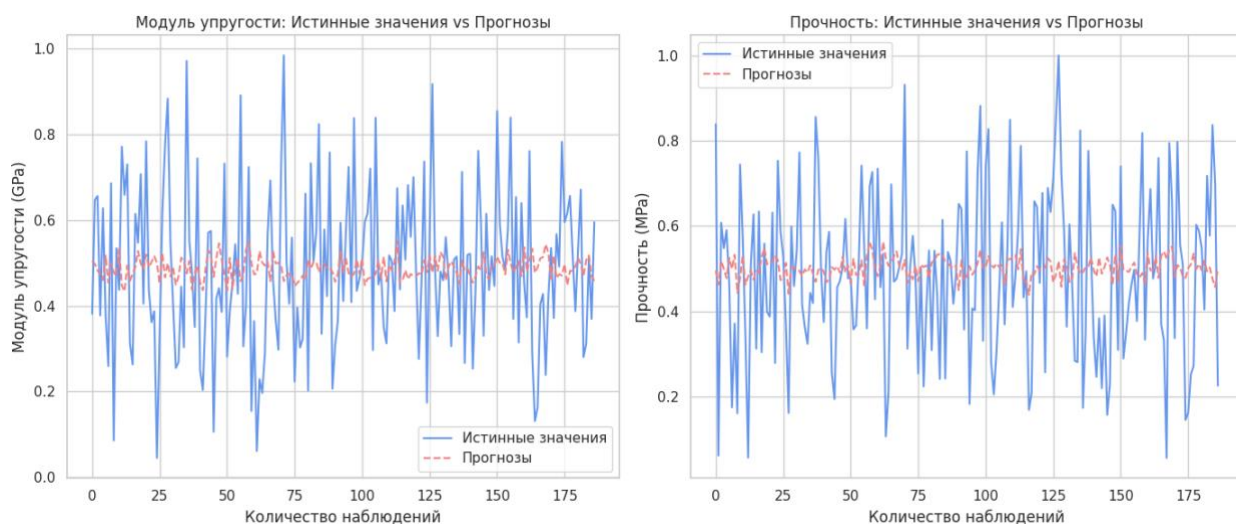 Модуль упругости: Истинные значения vs Прогнозы
Модуль упругости (GPa)
1.0
0.8
0.6
0.4
0.2
0.0
Истинные значения
Прогнозы
0 25 50 75 100 125 150 175
Количество наблюдений
Прочность: Истинные значения vs Прогнозы
Прочность (MPa)
Истинные значения
Прогнозы
1.0
0.8
0.6
0.4
0.2
0 25 50 75 100 125 150 175
Количество наблюдений